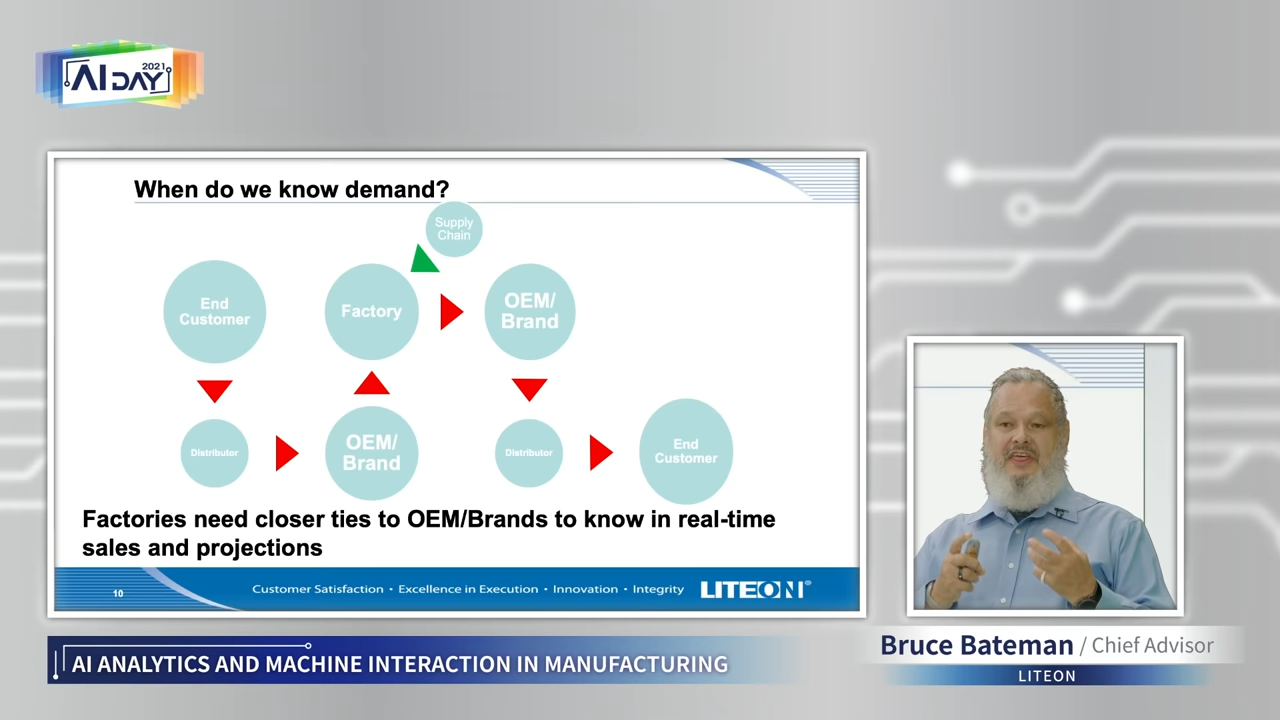 AI DAY 2021
When do we know demand?
Supply
Chain
End
Customer
Factory
OEM/
Brand
Distributor
OEM/
Brand
Distributor
End
Customer
Factories need closer ties to OEM/Brands to know in real-time
sales and projections
10
Customer Satisfaction • Excellence in Execution • Innovation • Integrity
LITEON®
AI ANALYTICS AND MACHINE INTERACTION IN MANUFACTURING
Bruce Bateman / Chief Advisor
LITEON